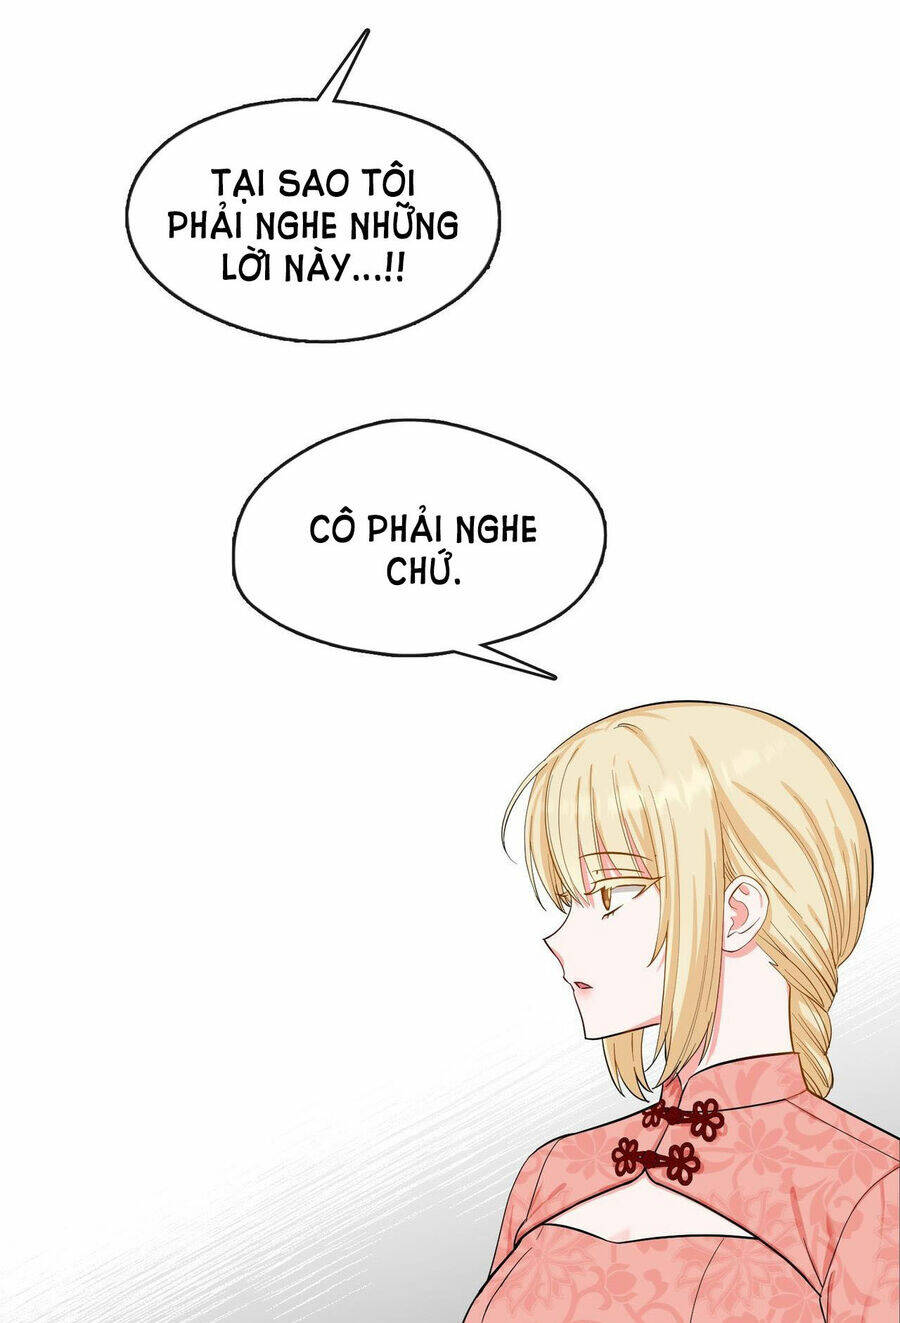 TẠI SAO TÔI
PHẢI NGHE NHỮNG
LỜI NÀY...!!
CÔ PHẢI NGHE
CHỨ.